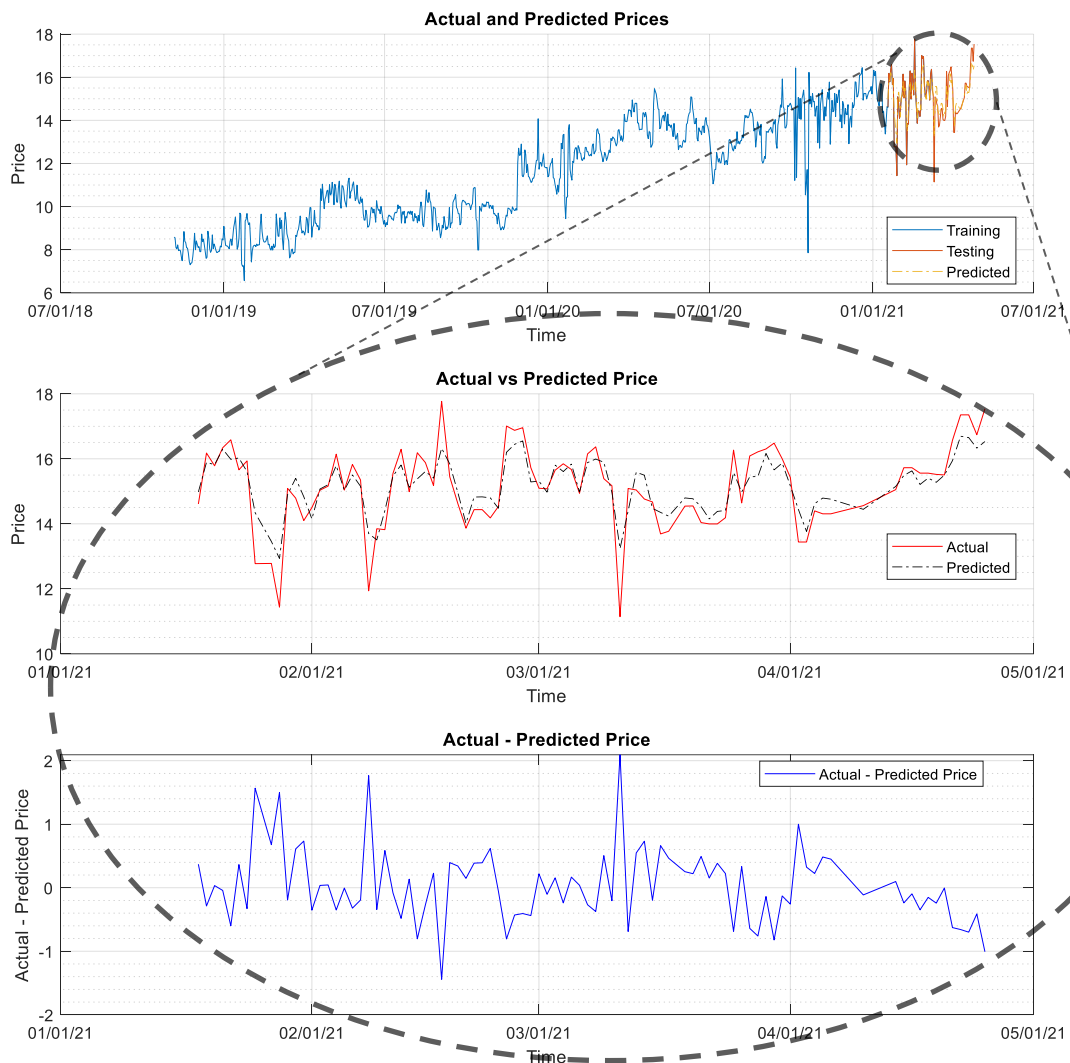 Actual and Predicted Prices
18
16
14
12
10
8
6
Price
Training
Testing
Predicted
07/01/18 01/01/19 07/01/19 01/01/20 07/01/20 01/01/21 07/01/21
Time
Actual vs Predicted Price
18
16
14
12
10
Price
Actual
Predicted
01/01/21 02/01/21 03/01/21 04/01/21 05/01/21
Time
Actual - Predicted Price
2
1
0
-1
-2
Actual - Predicted Price
Actual - Predicted Price
01/01/21 02/01/21 03/01/21 04/01/21 05/01/21
Time